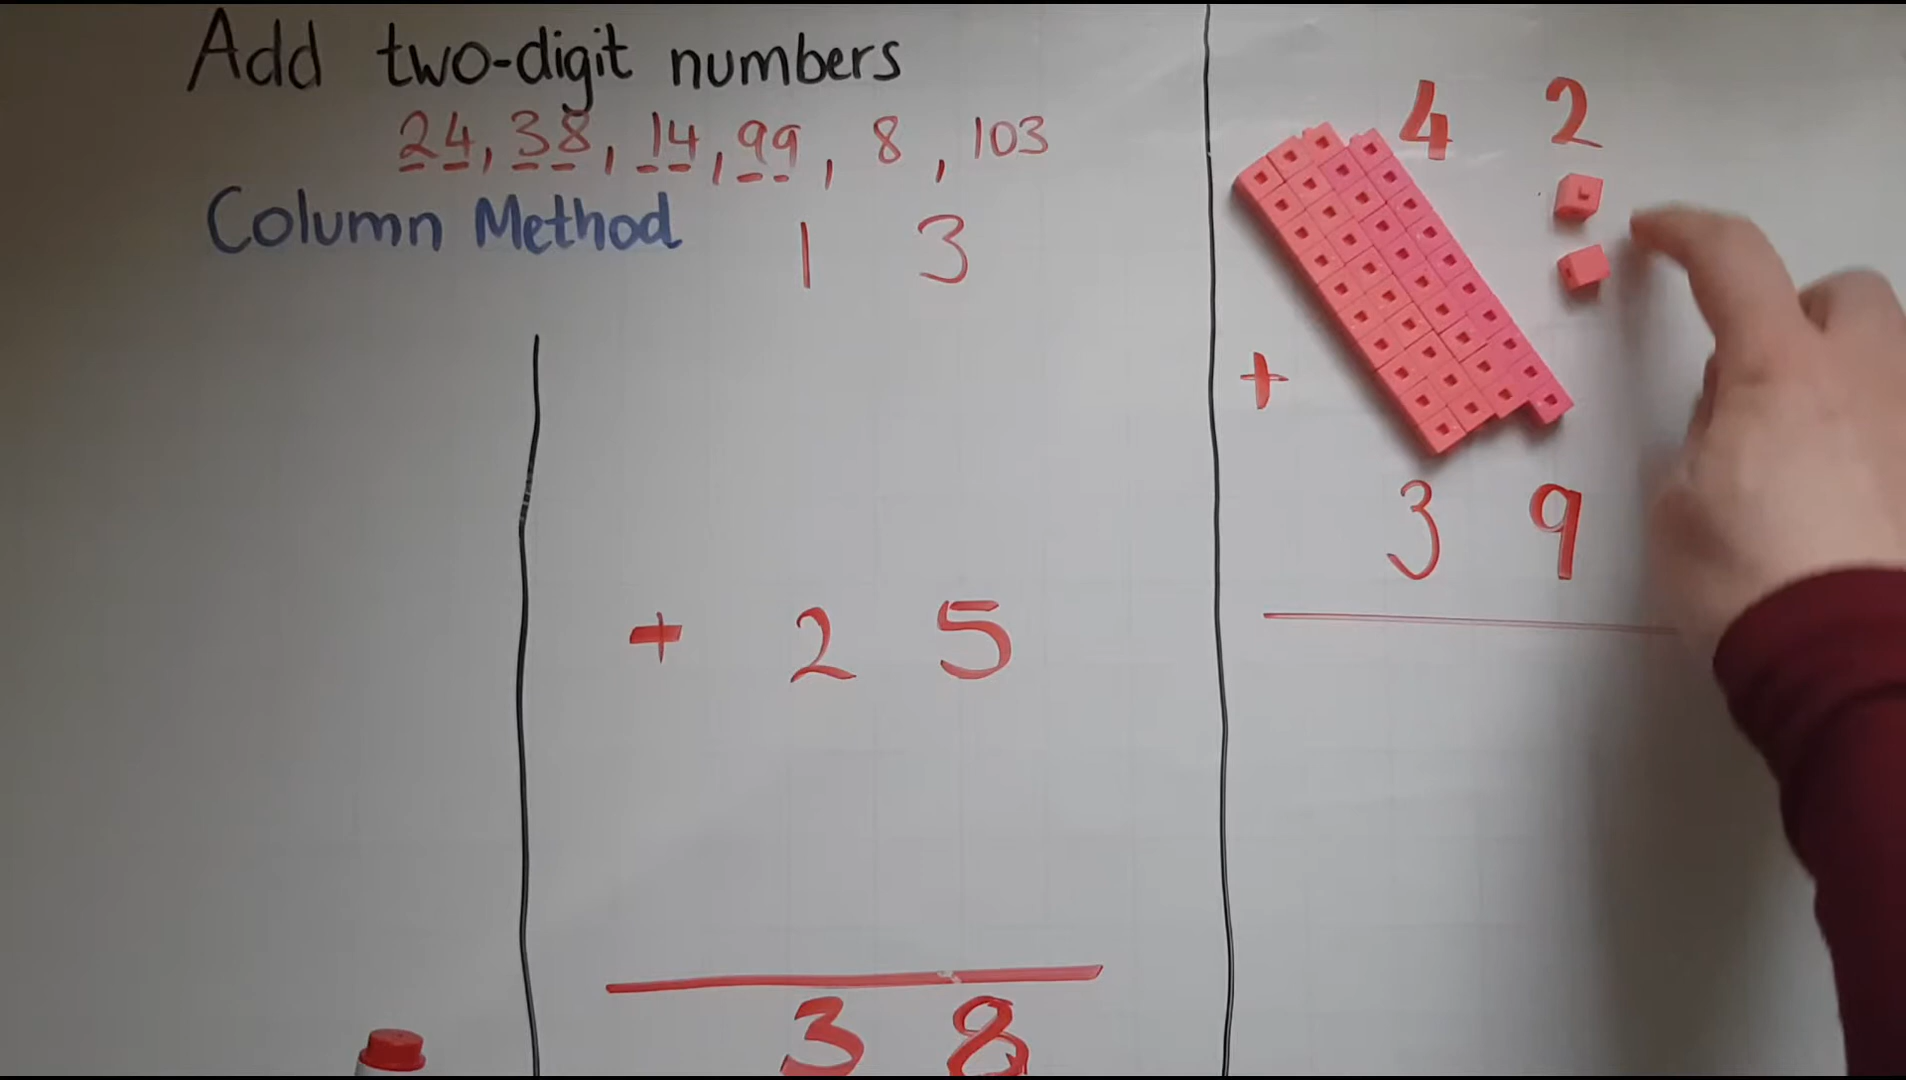 Add two-digit numbers
24, 38, 14, 99, 8, 103
Column Method
1 3
+ 2 5
3 8
4 2
+
3 9